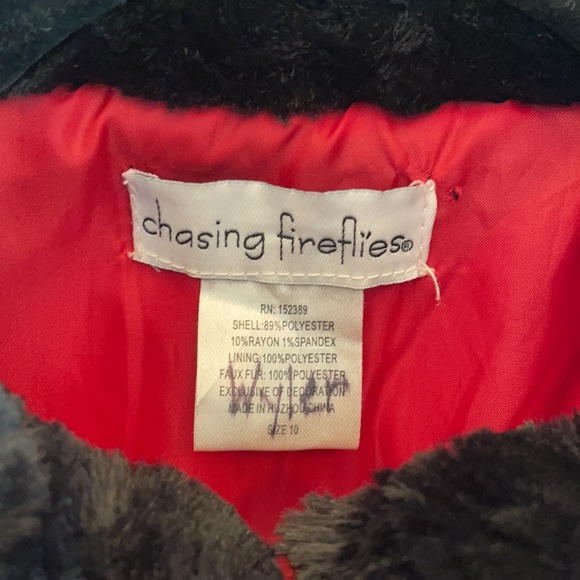 chasing fireflies®
RN: 152389
SHELL:89%POLYESTER
10%RAYON 1%SPANDEX
LINING:100%POLYESTER
FAUX FUR: 100%POLYESTER
EXCLUSIVE OF DECORATION
MADE IN HUZHOU CHINA
SIZE 10